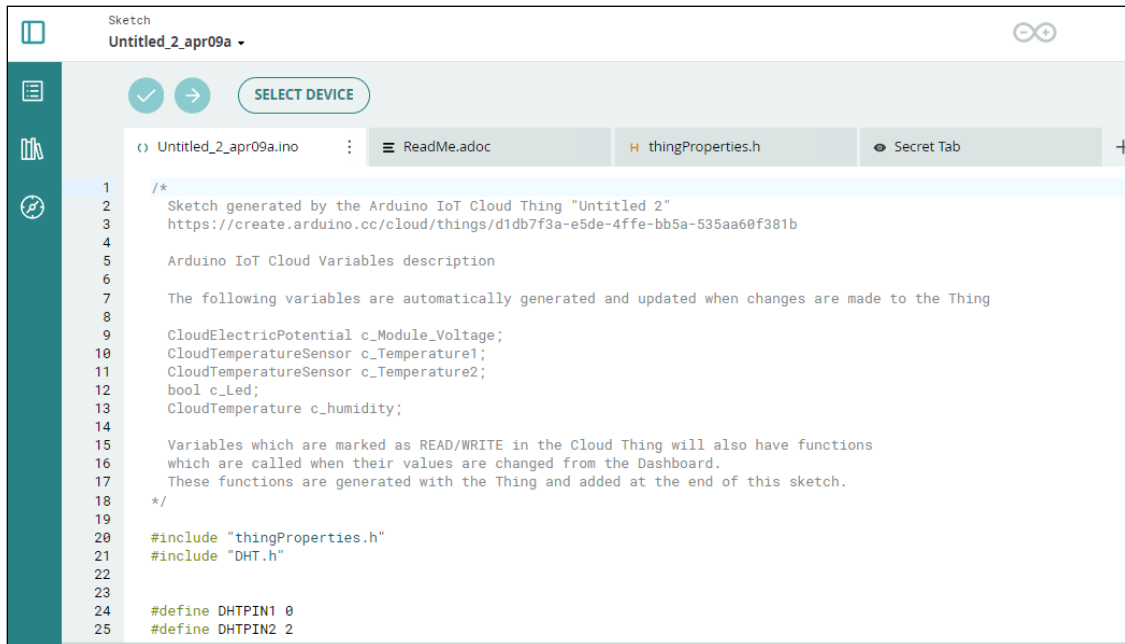 Sketch
Untitled_2_apr09a
SELECT DEVICE
Untitled_2_apr09a.ino
ReadMe.adoc
H thingProperties.h
Secret Tab
1 /*
2 Sketch generated by the Arduino IoT Cloud Thing "Untitled 2"
3 https://create.arduino.cc/cloud/things/d1db7f3a-e5de-4ffe-bb5a-535aa60f381b
4
5 Arduino IoT Cloud Variables description
6
7 The following variables are automatically generated and updated when changes are made to the Thing
8
9 CloudElectricPotential c_Module_Voltage;
10 CloudTemperatureSensor c_Temperature1;
11 CloudTemperatureSensor c_Temperature2;
12 bool c_Led;
13 CloudTemperature c_humidity;
14
15 Variables which are marked as READ/WRITE in the Cloud Thing will also have functions
16 which are called when their values are changed from the Dashboard.
17 These functions are generated with the Thing and added at the end of this sketch.
18 */
19
20 #include "thingProperties.h"
21 #include "DHT.h"
22
23
24 #define DHTPIN1 0
25 #define DHTPIN2 2